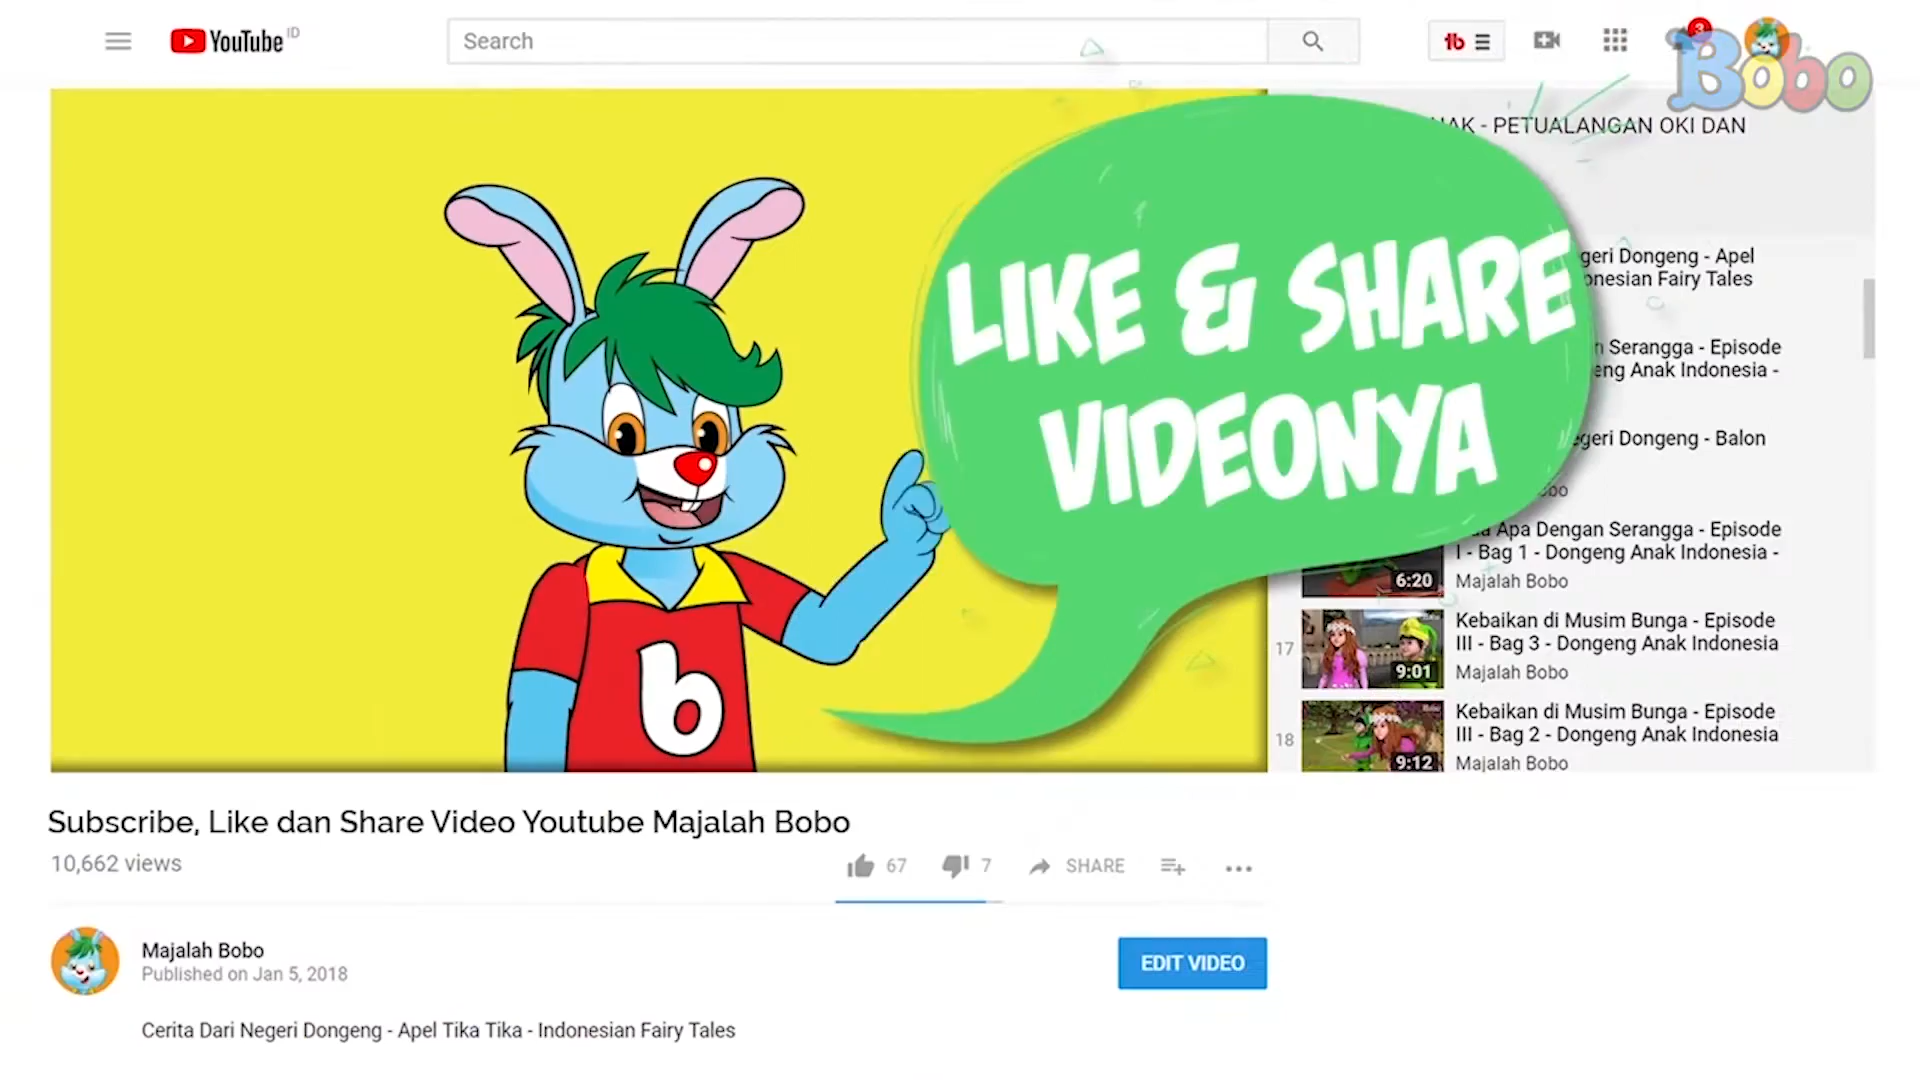 YouTube ID
Search
3
Bobo
AK - PETUALANGAN OKI DAN
LIKE & SHARE
VIDEONYA
b
geri Dongeng - Apel
onesian Fairy Tales
Serangga - Episode
eng Anak Indonesia -
egeri Dongeng - Balon
obo
Apa Dengan Serangga - Episode
I - Bag 1 - Dongeng Anak Indonesia -
Majalah Bobo
6:20
17
Kebaikan di Musim Bunga - Episode
III - Bag 3 - Dongeng Anak Indonesia
Majalah Bobo
9:01
18
Kebaikan di Musim Bunga - Episode
III - Bag 2 - Dongeng Anak Indonesia
Majalah Bobo
9:12
Subscribe, Like dan Share Video Youtube Majalah Bobo
10,662 views
67
7
SHARE
Majalah Bobo
Published on Jan 5, 2018
EDIT VIDEO
Cerita Dari Negeri Dongeng - Apel Tika Tika - Indonesian Fairy Tales